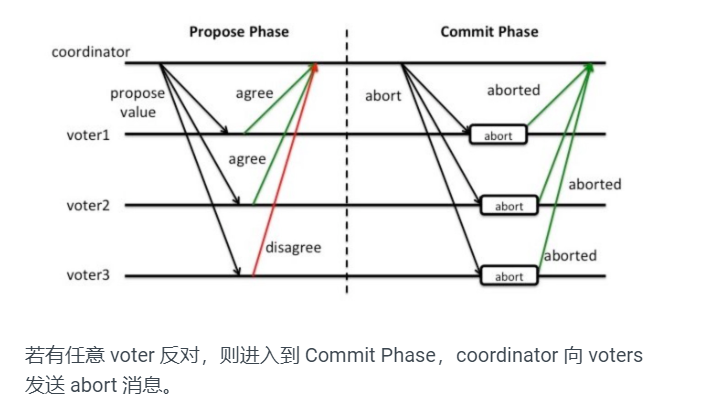 Propose Phase
Commit Phase
coordinator
propose
value
agree
abort
aborted
voter1
abort
agree
aborted
voter2
abort
disagree
aborted
voter3
abort
若有任意 voter 反对，则进入到 Commit Phase，coordinator 向 voters
发送 abort 消息。